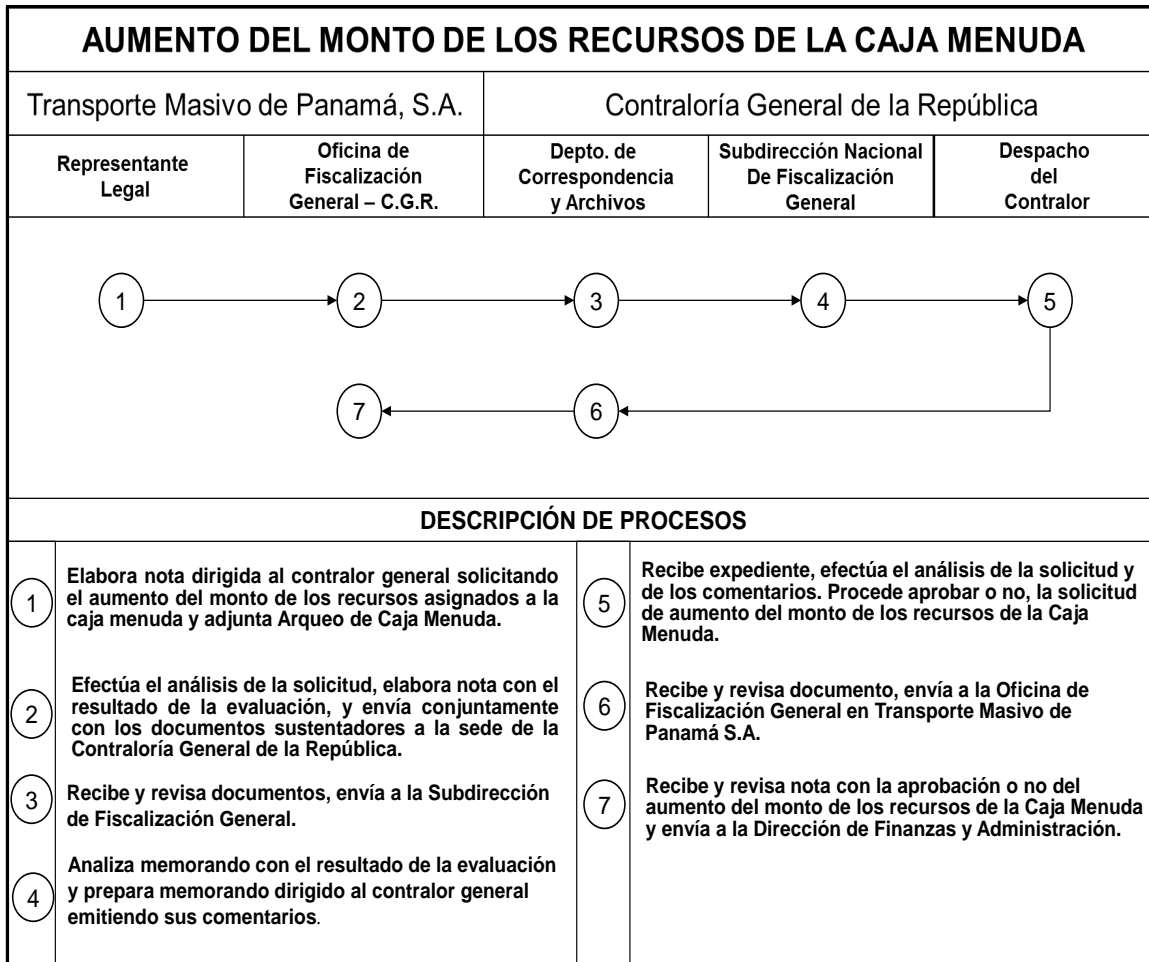 AUMENTO DEL MONTO DE LOS RECURSOS DE LA CAJA MENUDA
Transporte Masivo de Panamá, S.A.
Contraloría General de la República
Representante
Legal
Oficina de
Fiscalización
General – C.G.R.
Depto. de
Correspondencia
y Archivos
Subdirección Nacional
De Fiscalización
General
Despacho
del
Contralor
1
2
3
4
5
7
6
DESCRIPCIÓN DE PROCESOS
1
Elabora nota dirigida al contralor general solicitando
el aumento del monto de los recursos asignados a la
caja menuda y adjunta Arqueo de Caja Menuda.
2
Efectúa el análisis de la solicitud, elabora nota con el
resultado de la evaluación, y envía conjuntamente
con los documentos sustentadores a la sede de la
Contraloría General de la República.
3
Recibe y revisa documentos, envía a la Subdirección
de Fiscalización General.
4
Analiza memorando con el resultado de la evaluación
y prepara memorando dirigido al contralor general
emitiendo sus comentarios.
5
Recibe expediente, efectúa el análisis de la solicitud y
de los comentarios. Procede aprobar o no, la solicitud
de aumento del monto de los recursos de la Caja
Menuda.
6
Recibe y revisa documento, envía a la Oficina de
Fiscalización General en Transporte Masivo de
Panamá S.A.
7
Recibe y revisa nota con la aprobación o no del
aumento del monto de los recursos de la Caja Menuda
y envía a la Dirección de Finanzas y Administración.